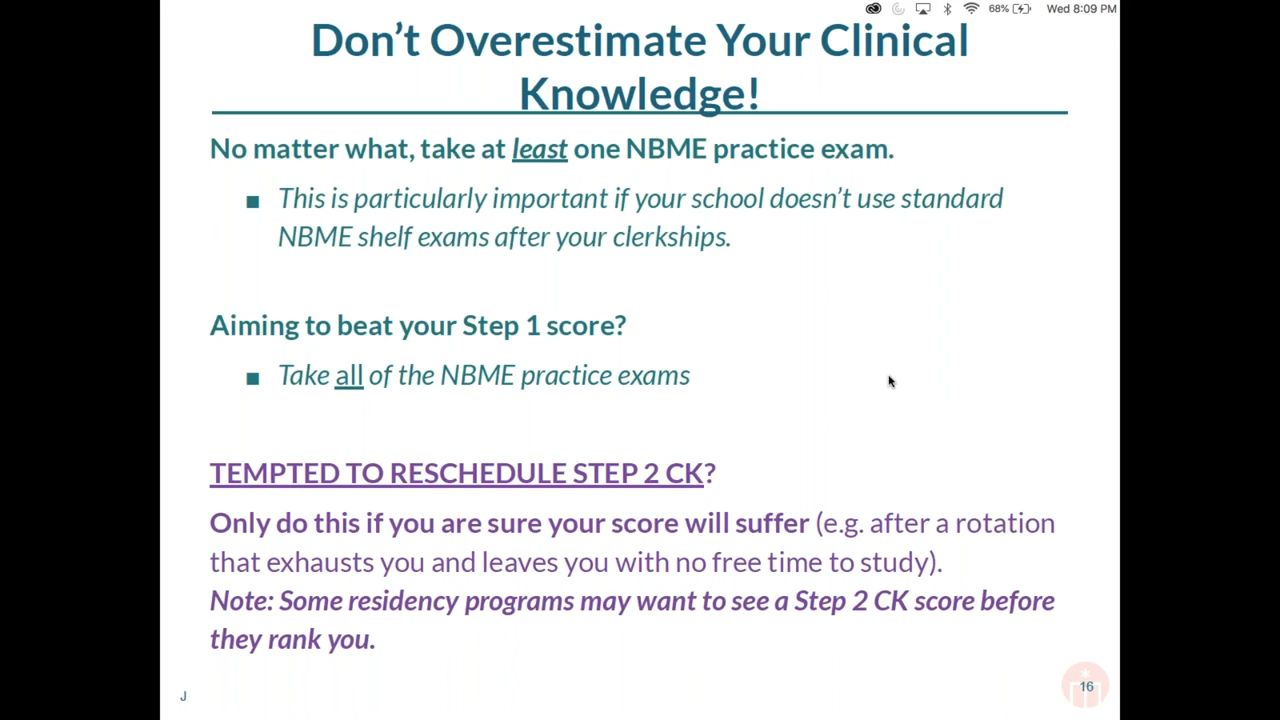 68% Wed 8:09 PM
Don’t Overestimate Your Clinical
Knowledge!
No matter what, take at least one NBME practice exam.
■ This is particularly important if your school doesn’t use standard
NBME shelf exams after your clerkships.
Aiming to beat your Step 1 score?
■ Take all of the NBME practice exams
TEMPTED TO RESCHEDULE STEP 2 CK?
Only do this if you are sure your score will suffer (e.g. after a rotation
that exhausts you and leaves you with no free time to study).
Note: Some residency programs may want to see a Step 2 CK score before
they rank you.
J
16